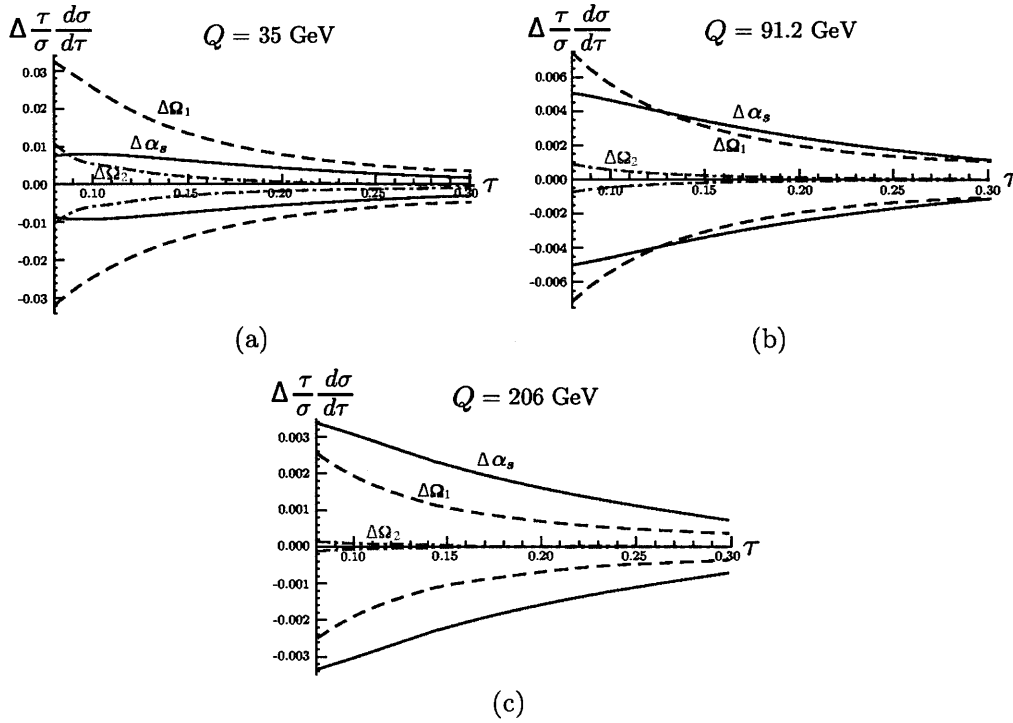 Δ τ/σ dσ/dτ
Q = 35 GeV
0.03
0.02
0.01
0.00
-0.01
-0.02
-0.03
ΔΩ₁
Δαₛ
ΔΩ₂
0.10 0.15 0.20 0.25 0.30 τ
(a)
Δ τ/σ dσ/dτ
Q = 91.2 GeV
0.006
0.004
0.002
0.000
-0.002
-0.004
-0.006
Δαₛ
ΔΩ₁
ΔΩ₂
0.10 0.15 0.20 0.25 0.30 τ
(b)
Δ τ/σ dσ/dτ
Q = 206 GeV
0.003
0.002
0.001
0.000
-0.001
-0.002
-0.003
Δαₛ
ΔΩ₁
ΔΩ₂
0.10 0.15 0.20 0.25 0.30 τ
(c)